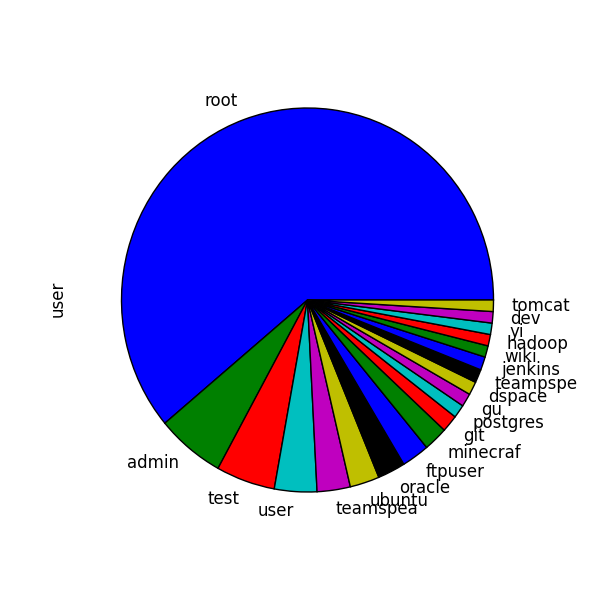 root
user
admin
test
user
teamspea
ubuntu
oracle
ftpuser
minecraf
git
postgres
gu
dspace
teampspe
jenkins
wiki
hadoop
yi
dev
tomcat